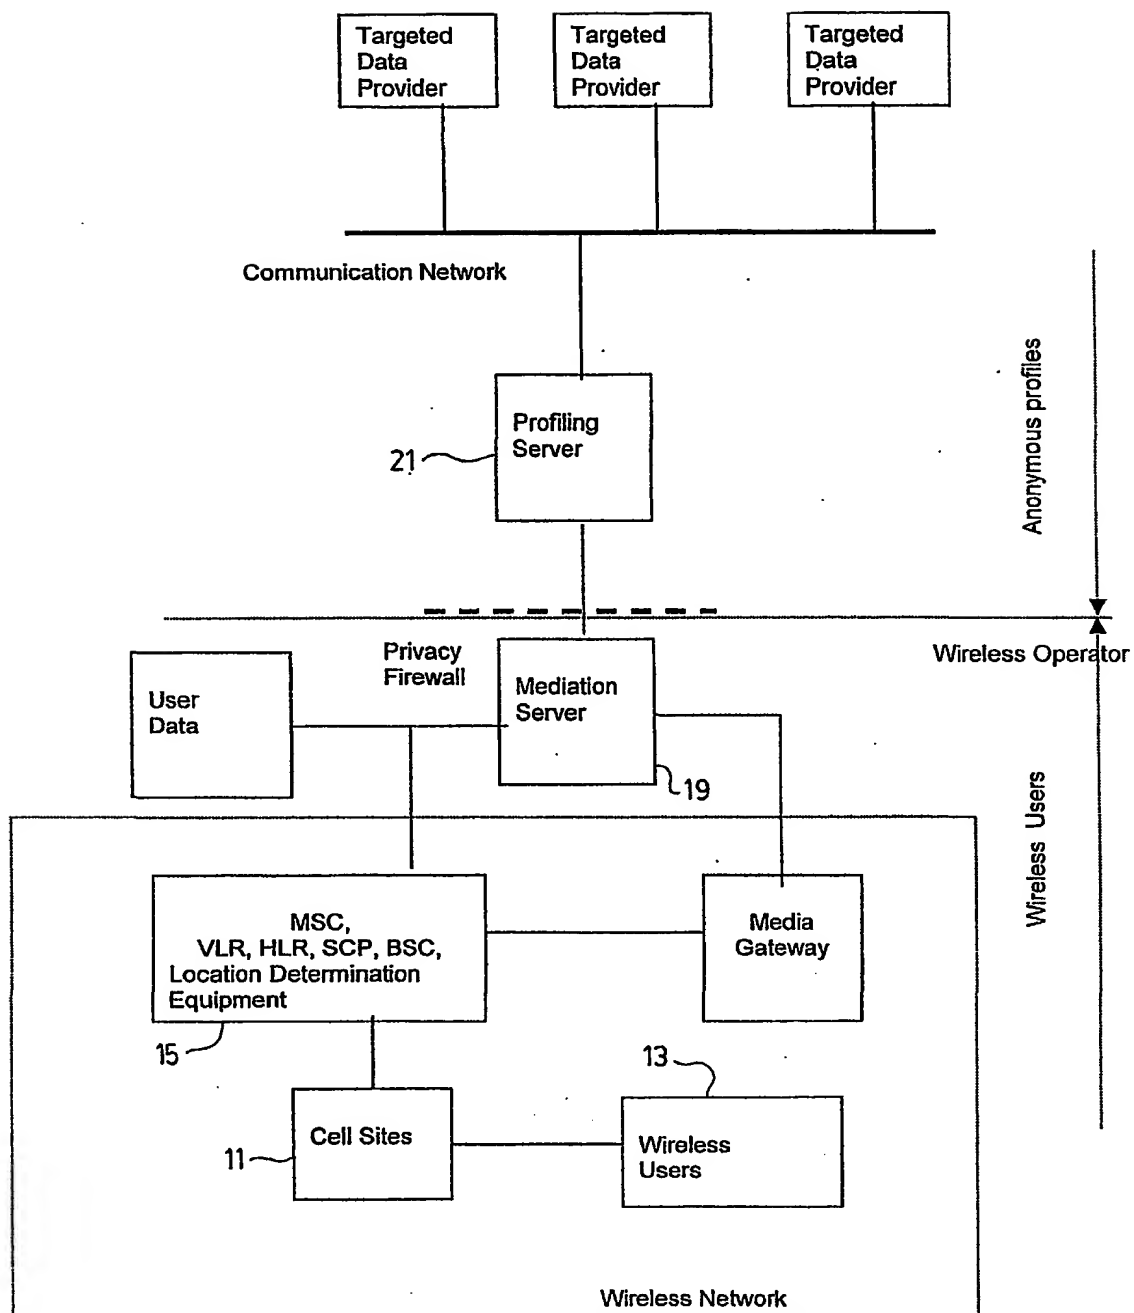 Targeted
Data
Provider
Targeted
Data
Provider
Targeted
Data
Provider
Communication Network
Anonymous profiles
Profiling
Server
21
Privacy
Firewall
Wireless Operator
User
Data
Mediation
Server
19
Wireless Users
MSC,
VLR, HLR, SCP, BSC,
Location Determination
Equipment
15
Media
Gateway
13
Cell Sites
11
Wireless
Users
Wireless Network